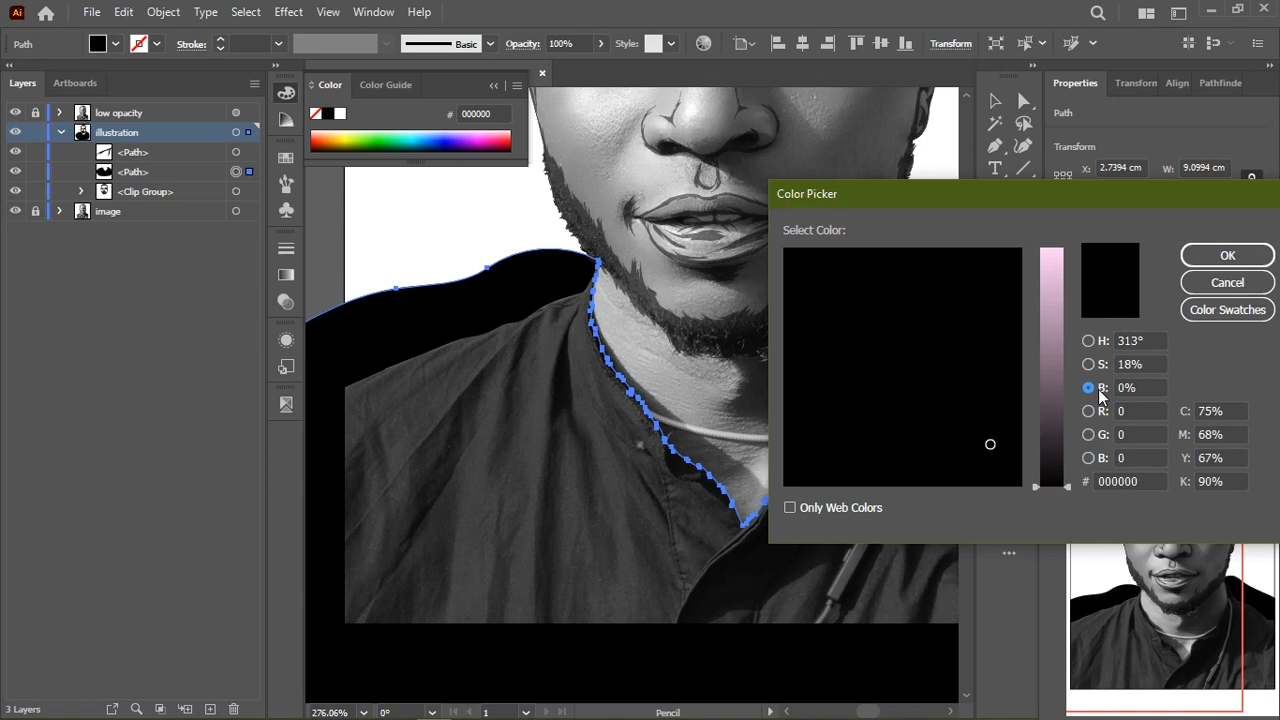 Ai File Edit Object Type Select Effect View Window Help
Path Stroke: Basic Opacity: 100% Style: Transform
Layers Artboards
low opacity
illustration
<Path>
<Path>
<Clip Group>
image
3 Layers
Color Color Guide
# 000000
Color Picker
Select Color:
OK
Cancel
Color Swatches
H: 313°
S: 18%
B: 0%
R: 0 C: 75%
G: 0 M: 68%
B: 0 Y: 67%
# 000000 K: 90%
Only Web Colors
Properties Transform Align Pathfinde
Path
Transform
X: 2.7394 cm W: 9.0994 cm
276.06% 0° 1 Pencil